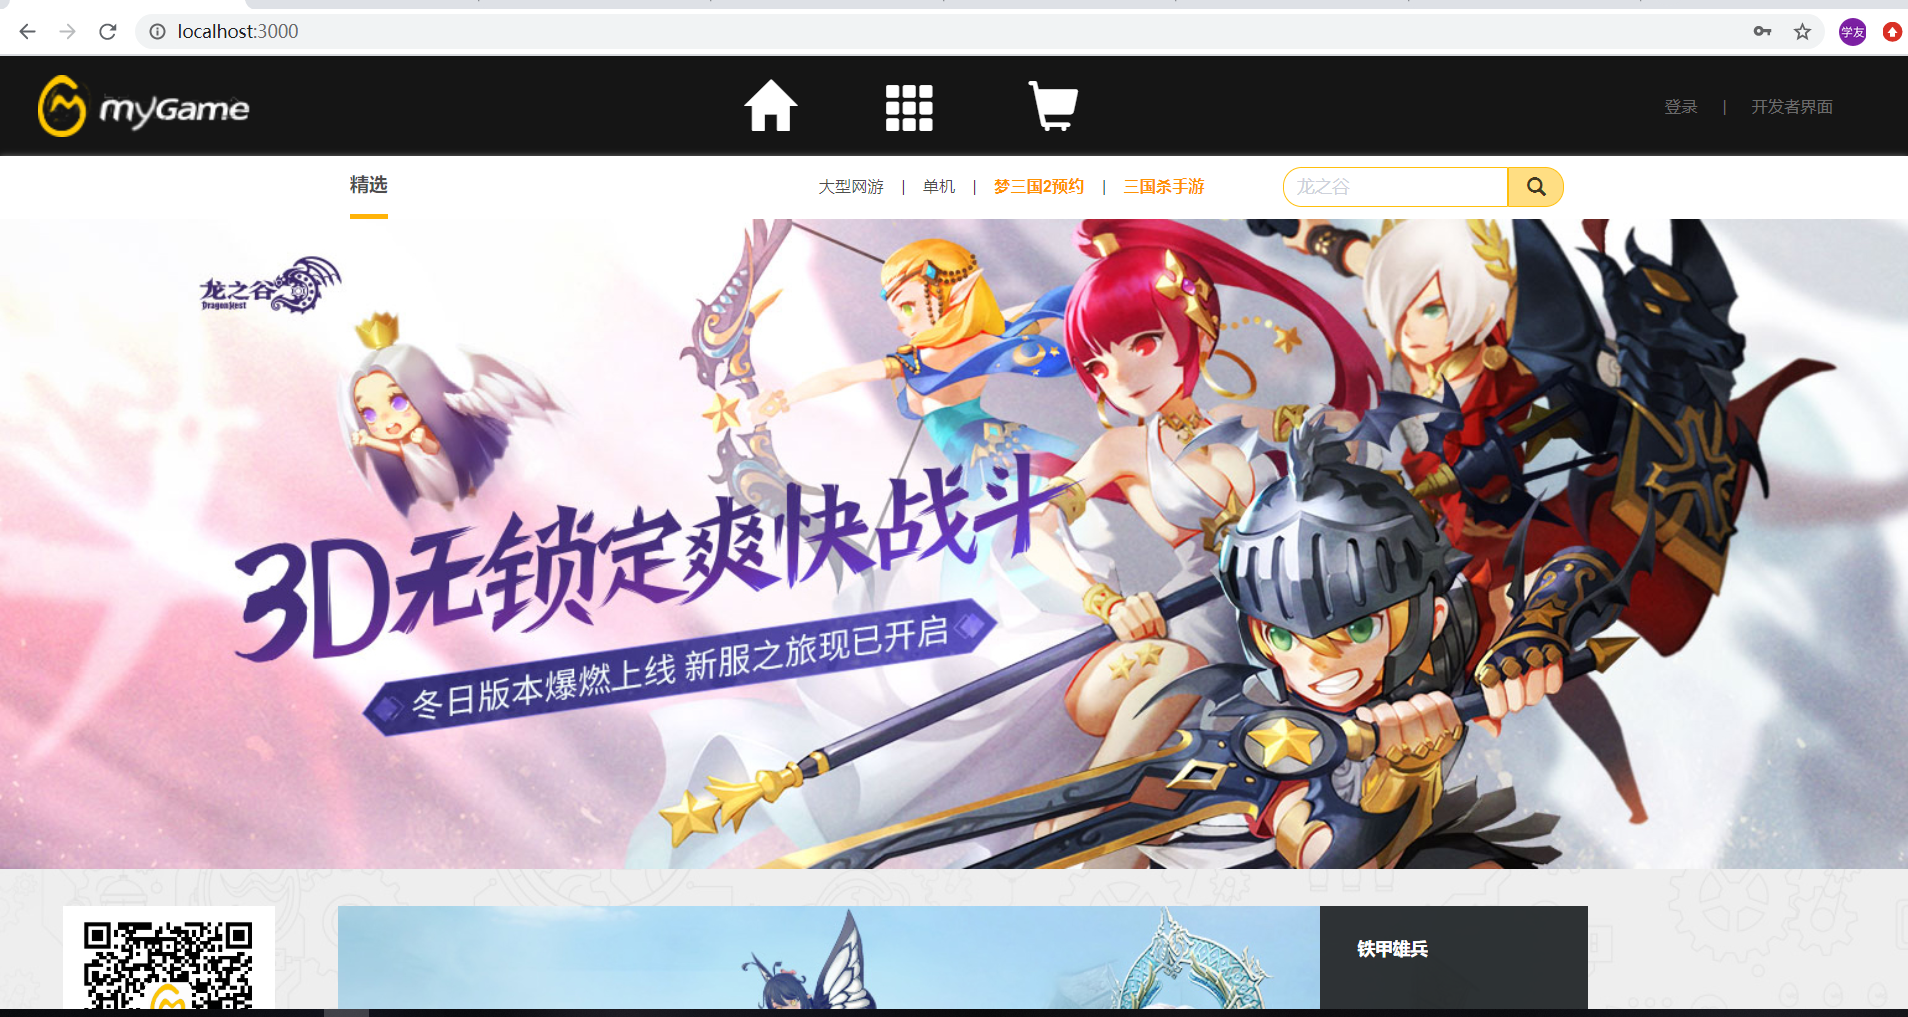 localhost:3000
学友
myGame
登录 | 开发者界面
精选
大型网游 | 单机 | 梦三国2预约 | 三国杀手游
龙之谷
龙之谷
DragonNest
3D无锁定爽快战斗
冬日版本爆燃上线 新服之旅现已开启
铁甲雄兵